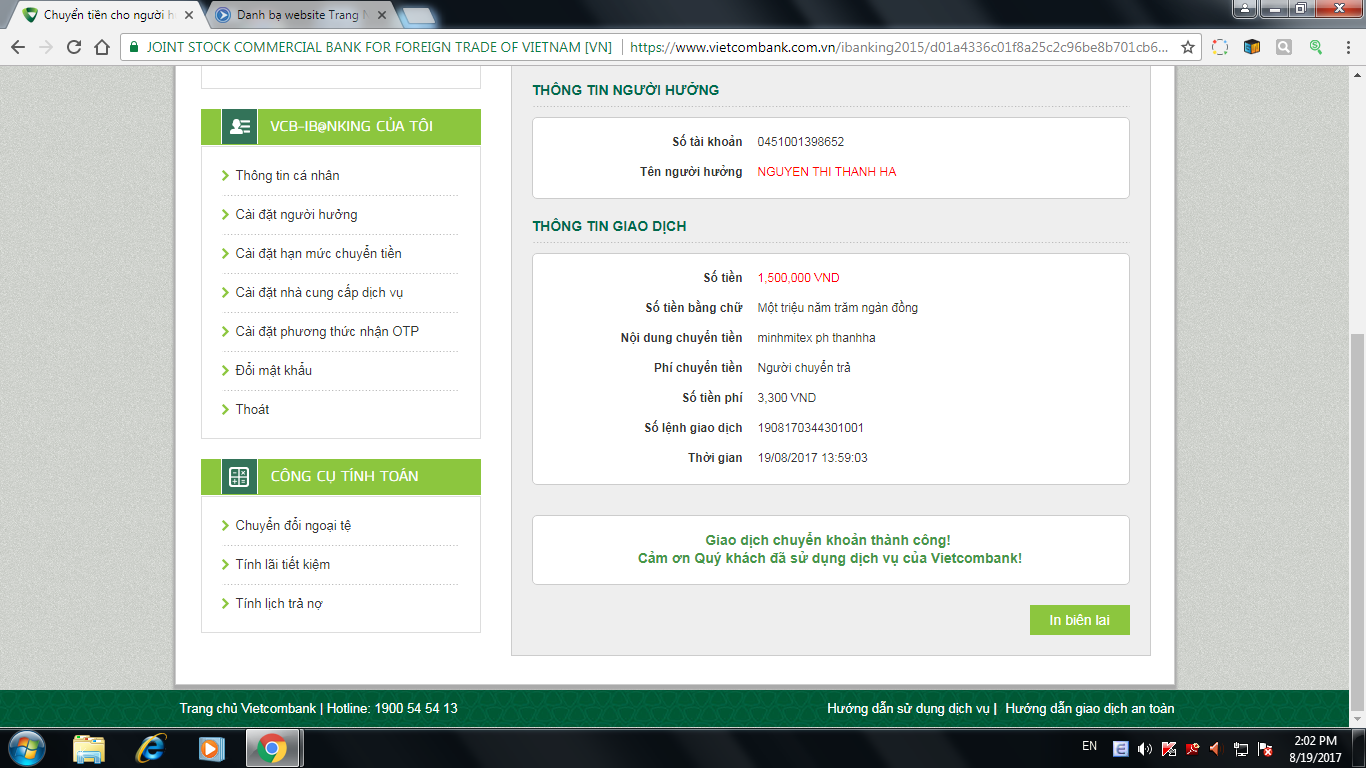 Chuyển tiền cho người h
Danh bạ website Trang
JOINT STOCK COMMERCIAL BANK FOR FOREIGN TRADE OF VIETNAM [VN]
https://www.vietcombank.com.vn/ibanking2015/d01a4336c01f8a25c2c96be8b701cb6...
VCB-IB@NKING CỦA TÔI
Thông tin cá nhân
Cài đặt người hưởng
Cài đặt hạn mức chuyển tiền
Cài đặt nhà cung cấp dịch vụ
Cài đặt phương thức nhận OTP
Đổi mật khẩu
Thoát
CÔNG CỤ TÍNH TOÁN
Chuyển đổi ngoại tệ
Tính lãi tiết kiệm
Tính lịch trả nợ
THÔNG TIN NGƯỜI HƯỞNG
Số tài khoản 0451001398652
Tên người hưởng NGUYEN THI THANH HA
THÔNG TIN GIAO DỊCH
Số tiền 1,500,000 VND
Số tiền bằng chữ Một triệu năm trăm ngàn đồng
Nội dung chuyển tiền minhmitex ph thanhha
Phí chuyển tiền Người chuyển trả
Số tiền phí 3,300 VND
Số lệnh giao dịch 1908170344301001
Thời gian 19/08/2017 13:59:03
Giao dịch chuyển khoản thành công!
Cảm ơn Quý khách đã sử dụng dịch vụ của Vietcombank!
In biên lai
Trang chủ Vietcombank | Hotline: 1900 54 54 13
Hướng dẫn sử dụng dịch vụ | Hướng dẫn giao dịch an toàn
EN
2:02 PM
8/19/2017